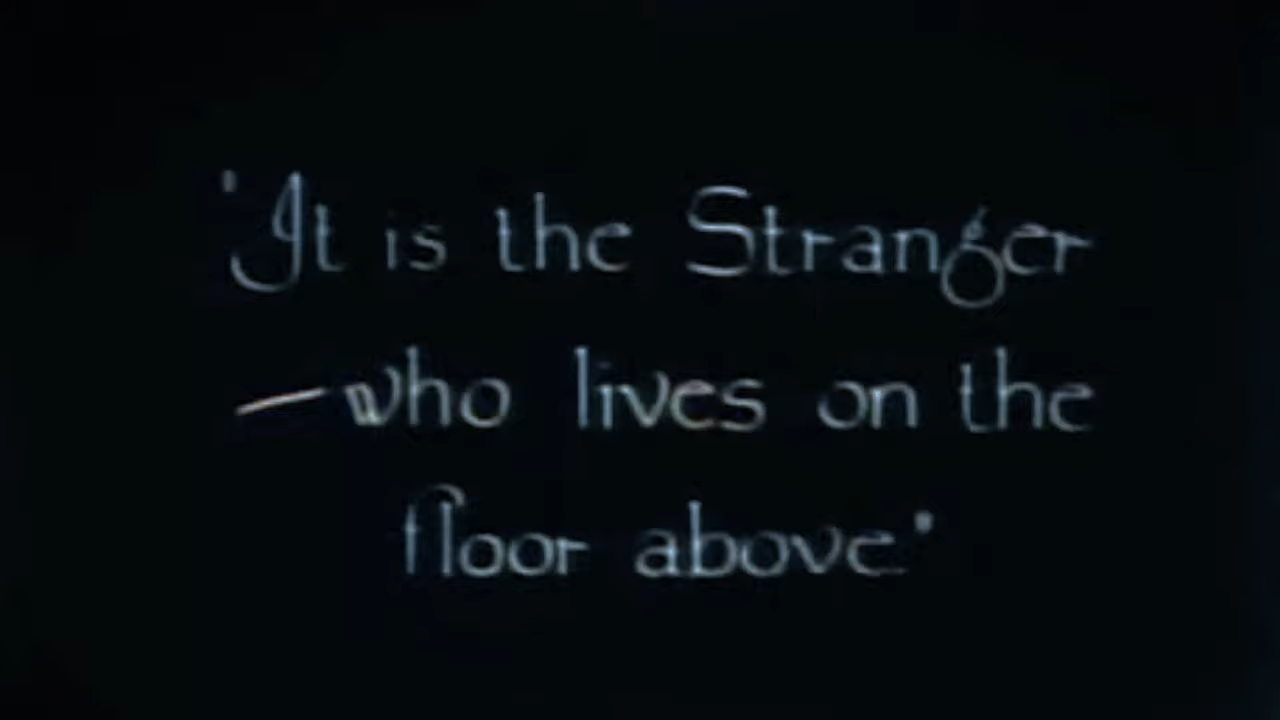 'It is the Stranger
—who lives on the
floor above'